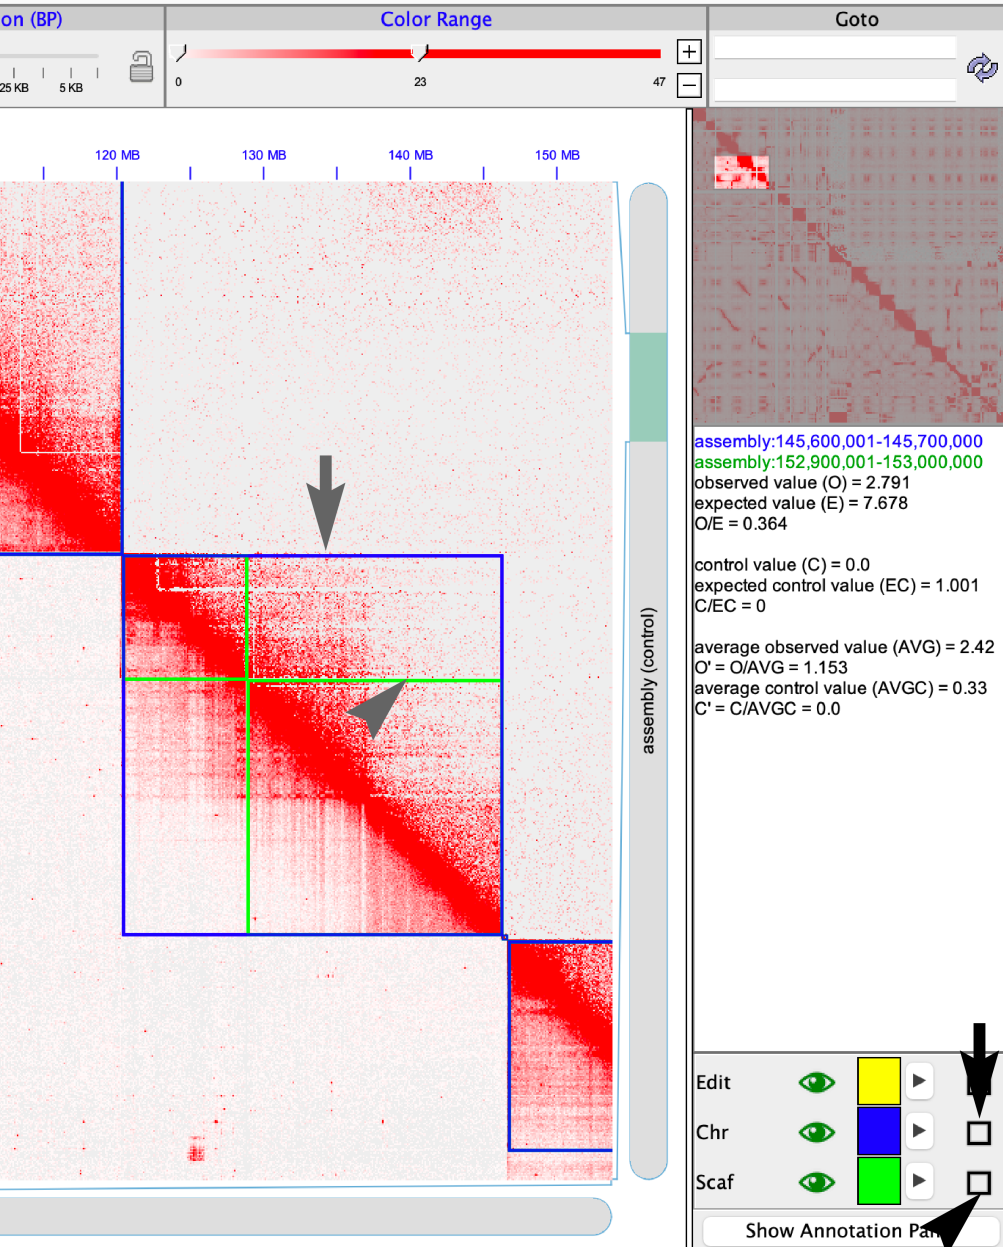 on (BP)
Color Range
Goto
25 KB
5 KB
0
23
47
120 MB
130 MB
140 MB
150 MB
assembly:145,600,001-145,700,000
assembly:152,900,001-153,000,000
observed value (O) = 2.791
expected value (E) = 7.678
O/E = 0.364
control value (C) = 0.0
expected control value (EC) = 1.001
C/EC = 0
average observed value (AVG) = 2.42
O' = O/AVG = 1.153
average control value (AVGC) = 0.33
C' = C/AVGC = 0.0
assembly (control)
Edit
Chr
Scaf
Show Annotation Pan